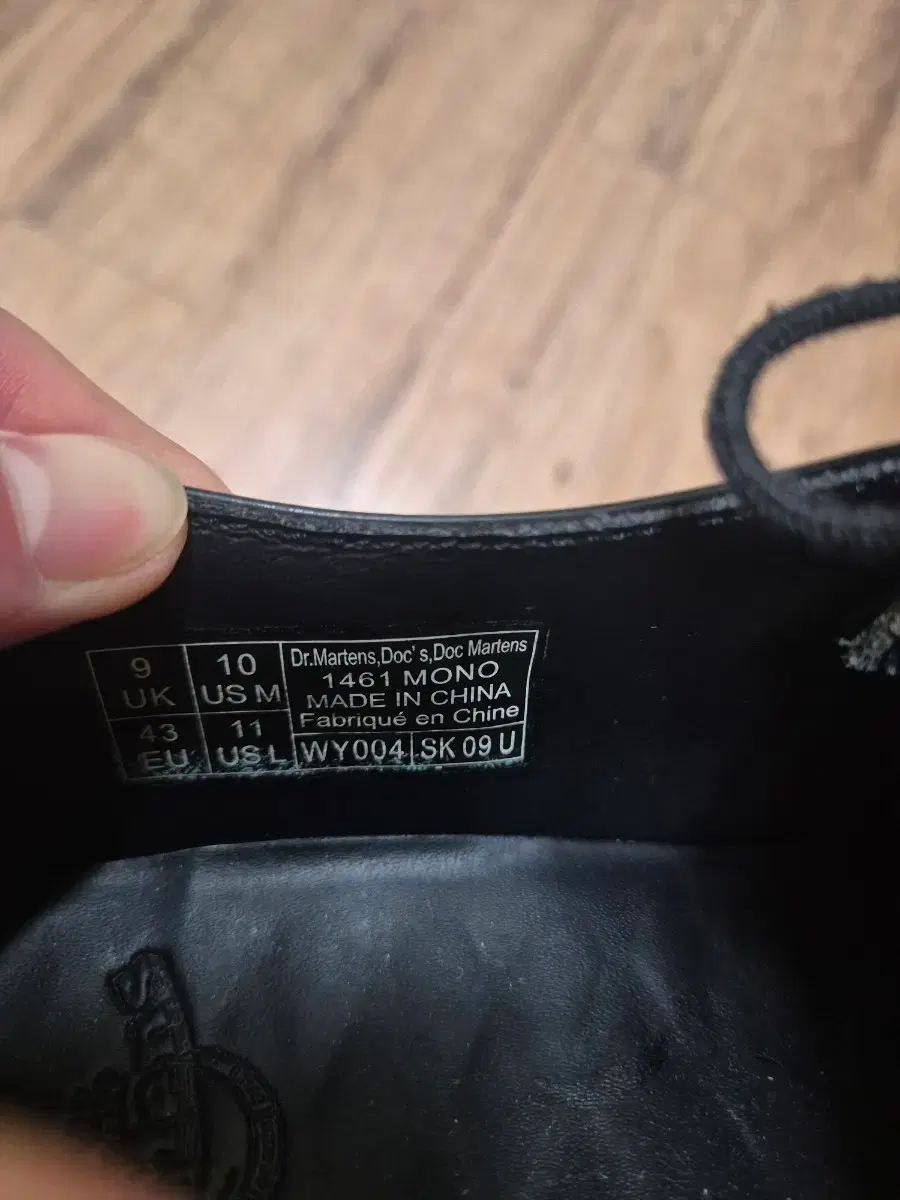 9
UK
10
US M
43
EU
11
US L
Dr.Martens,Doc's,Doc Martens
1461 MONO
MADE IN CHINA
Fabriqué en Chine
WY004
SK 09 U